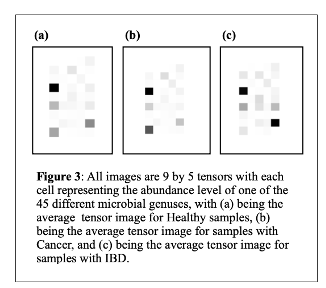 (a) (b) (c)
Figure 3: All images are 9 by 5 tensors with each
cell representing the abundance level of one of the
45 different microbial genuses, with (a) being the
average tensor image for Healthy samples, (b)
being the average tensor image for samples with
Cancer, and (c) being the average tensor image for
samples with IBD.